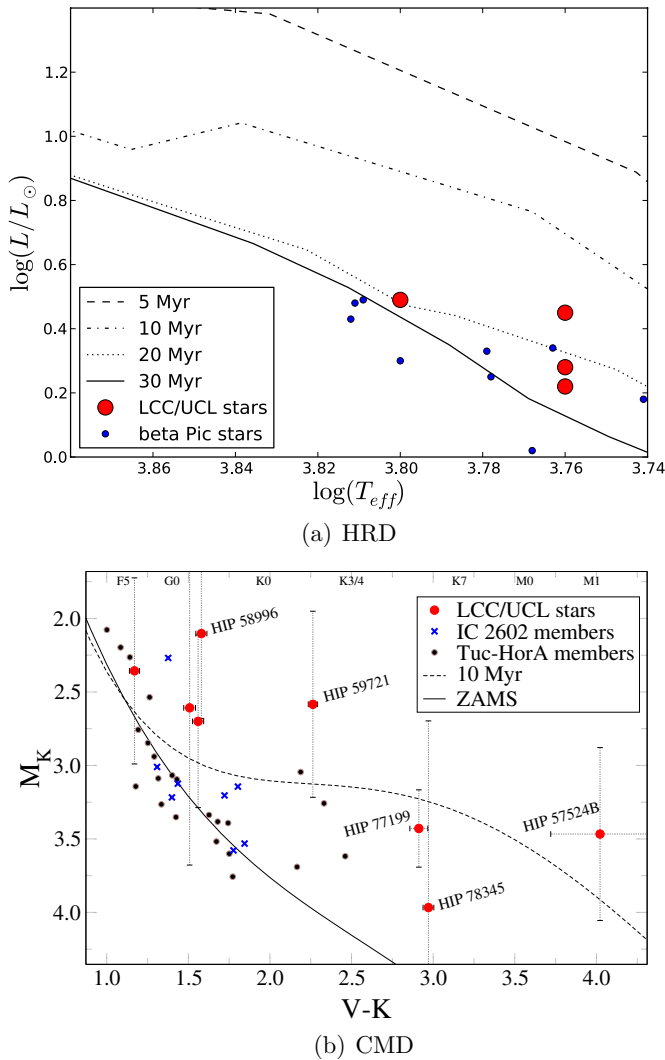 log(L/L⊙)
1.2
1.0
0.8
0.6
0.4
0.2
0.0
5 Myr
10 Myr
20 Myr
30 Myr
LCC/UCL stars
beta Pic stars
3.86 3.84 3.82 3.80 3.78 3.76 3.74
log(T_eff)
(a) HRD
F5 G0 K0 K3/4 K7 M0 M1
M_K
2.0
2.5
3.0
3.5
4.0
LCC/UCL stars
IC 2602 members
Tuc-HorA members
10 Myr
ZAMS
HIP 58996
HIP 59721
HIP 77199
HIP 57524B
HIP 78345
1.0 1.5 2.0 2.5 3.0 3.5 4.0
V-K
(b) CMD